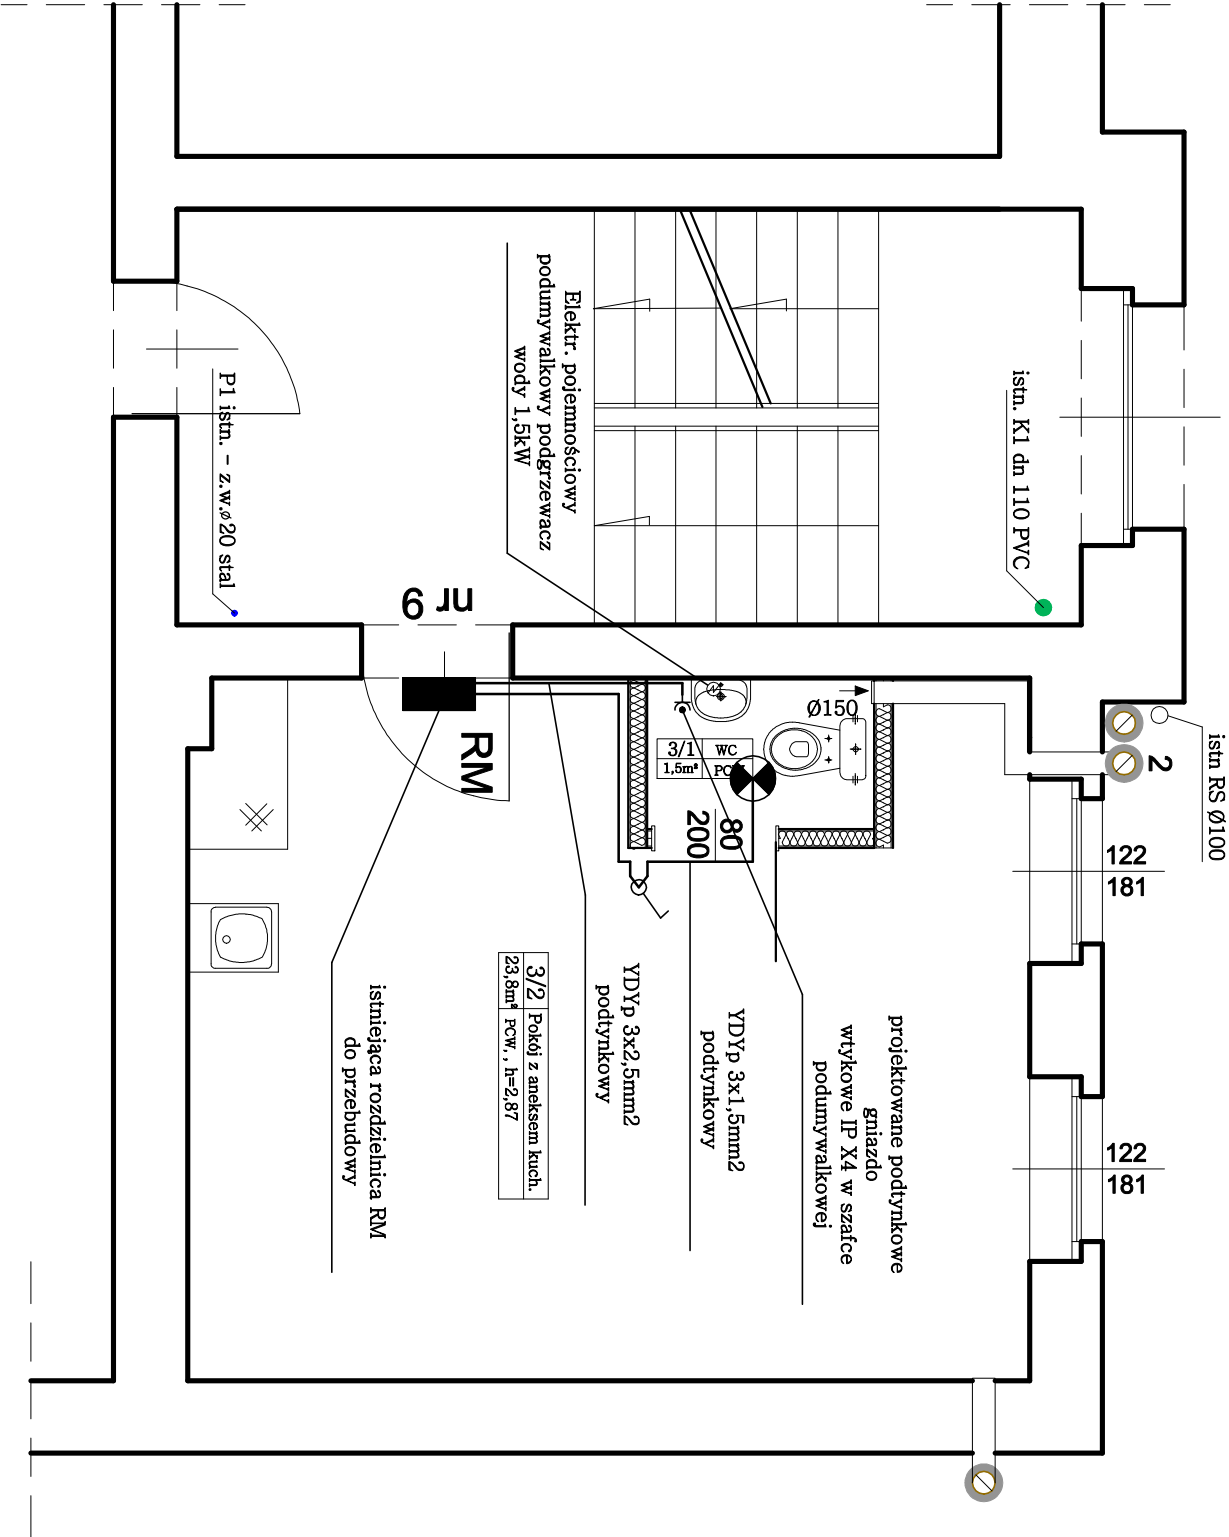 Elektr. pojemnościowy
podumywalkowy podgrzewacz
wody 1,5kW
istn. K1 dn 110 PVC
P1 istn. - z.w.ø20 stal
nr 9
istn RS Ø100
2
Ø150
3/1 WC
1,5m²
80
200
RM
122
181
122
181
3/2 Pokój z aneksem kuch.
23,8m² PCW, , h=2,87
YDYp 3x2,5mm2
podtynkowy
YDYp 3x1,5mm2
podtynkowy
projektowane podtynkowe
gniazdo
wtykowe IP X4 w szafce
podumywalkowej
istniejąca rozdzielnica RM
do przebudowy